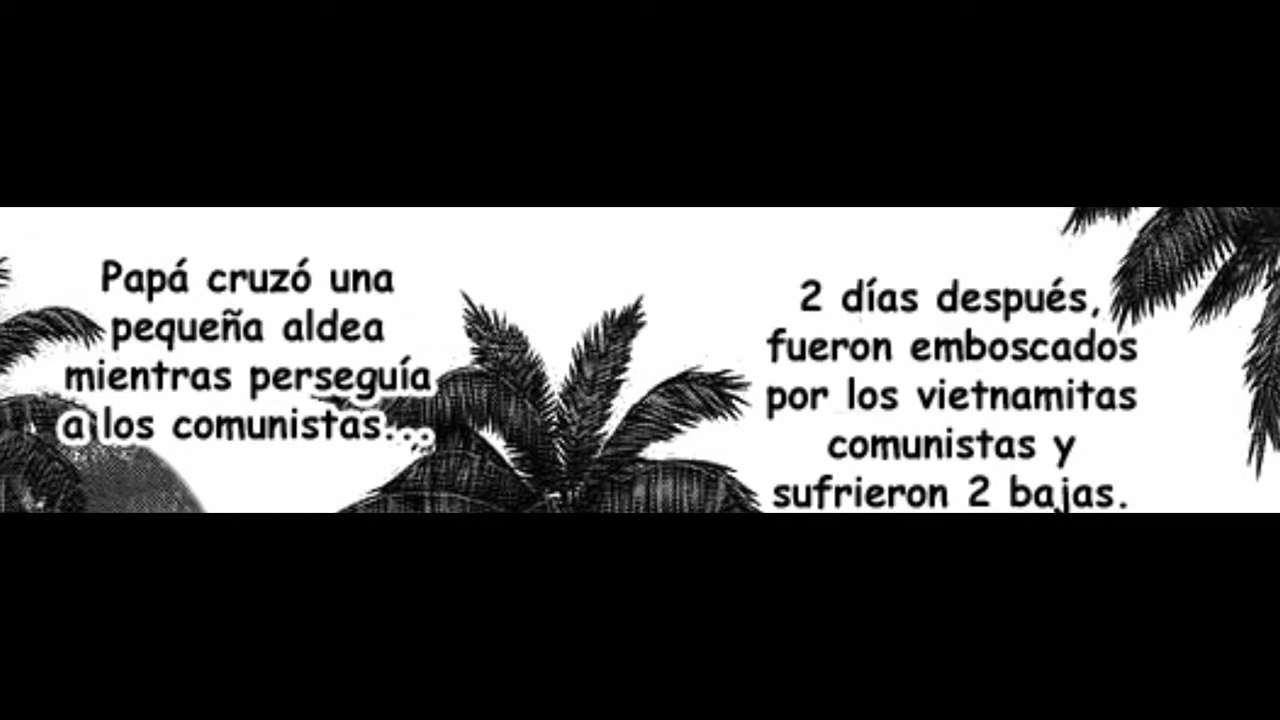 Papá cruzó una
pequeña aldea
mientras perseguía
a los comunistas...
2 días después,
fueron emboscados
por los vietnamitas
comunistas y
sufrieron 2 bajas.